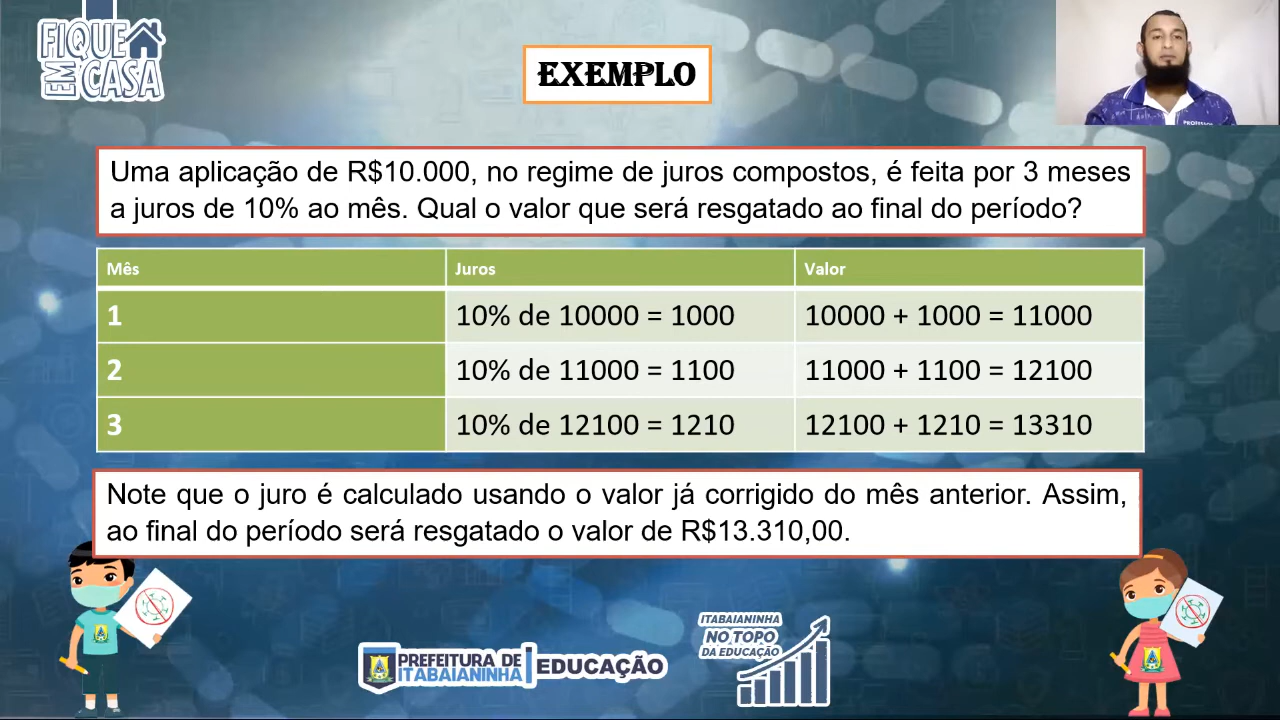 FIQUE
EM CASA
EXEMPLO
Uma aplicação de R$10.000, no regime de juros compostos, é feita por 3 meses
a juros de 10% ao mês. Qual o valor que será resgatado ao final do período?
Mês Juros Valor
1 10% de 10000 = 1000 10000 + 1000 = 11000
2 10% de 11000 = 1100 11000 + 1100 = 12100
3 10% de 12100 = 1210 12100 + 1210 = 13310
Note que o juro é calculado usando o valor já corrigido do mês anterior. Assim,
ao final do período será resgatado o valor de R$13.310,00.
PREFEITURA DE
ITABAIANINHA
EDUCAÇÃO
ITABAIANINHA
NO TOPO
DA EDUCAÇÃO